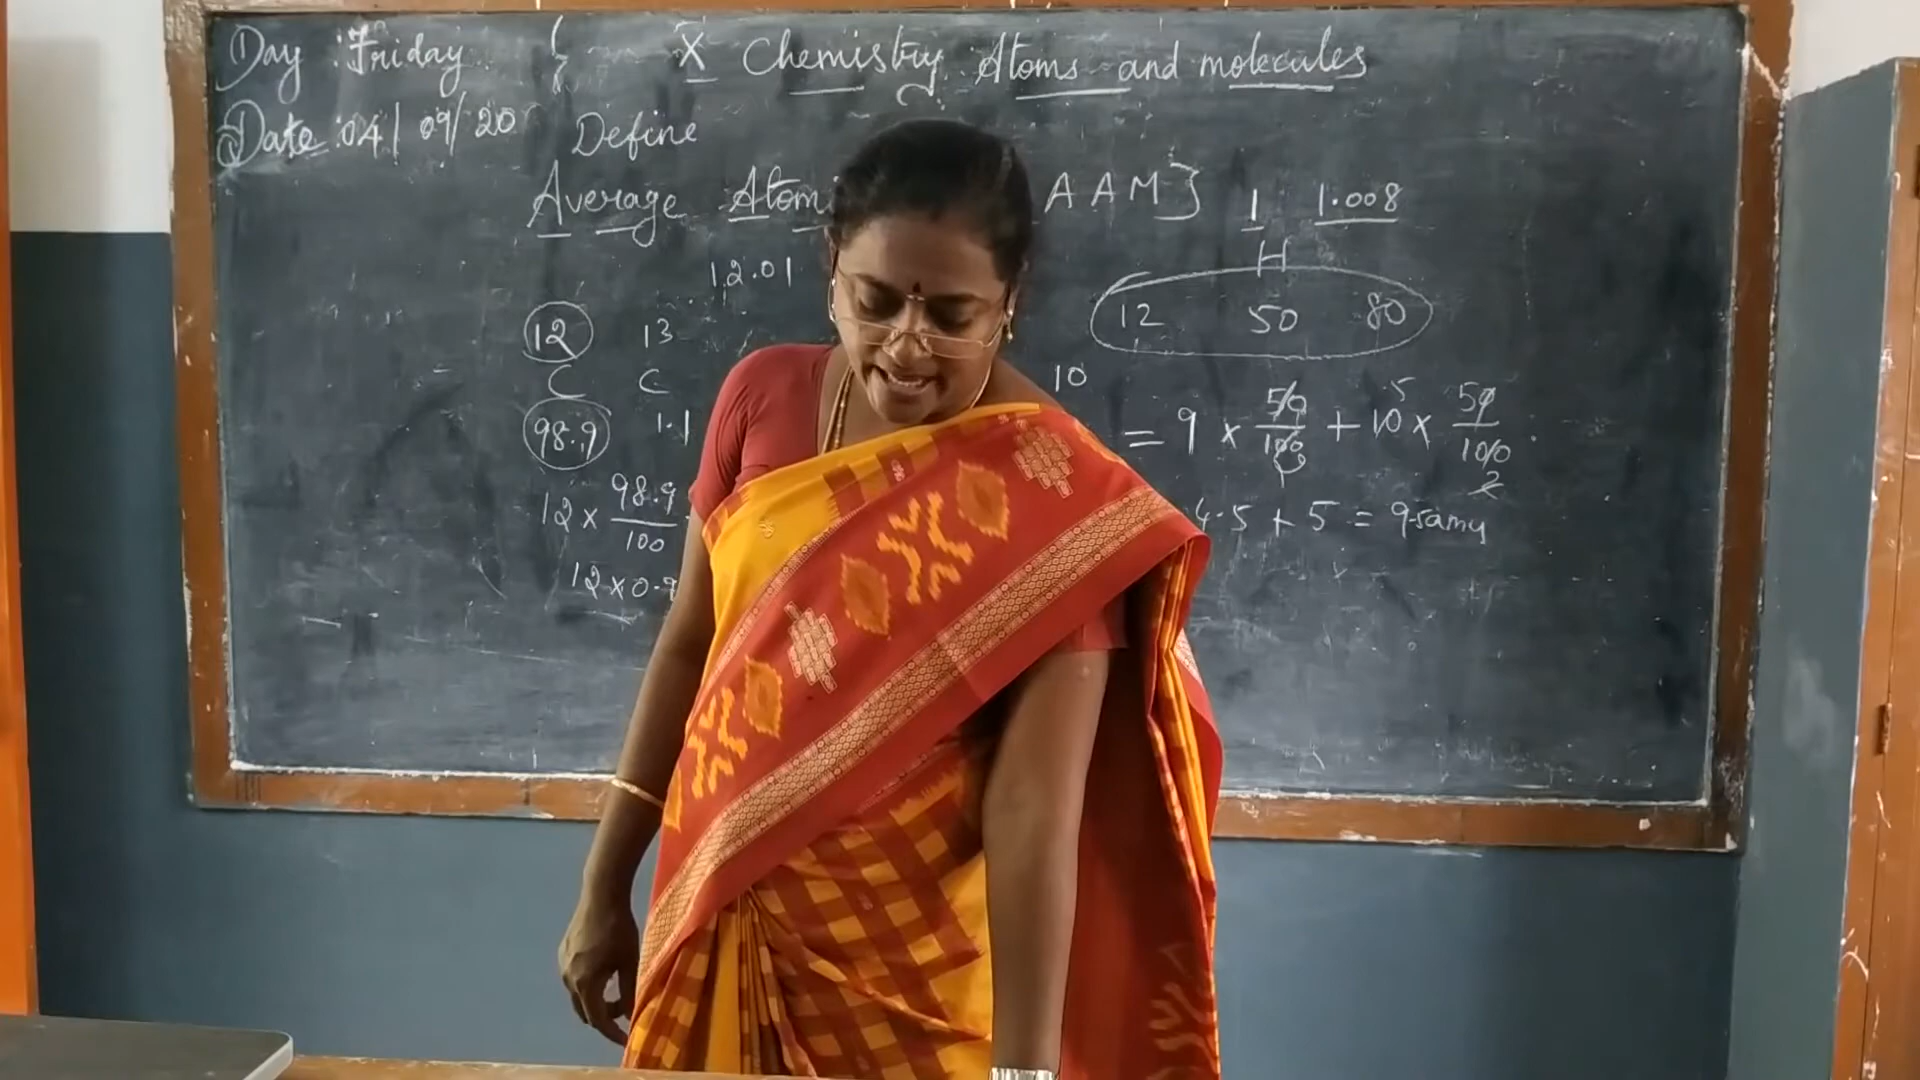 Day : Friday
X Chemistry Atoms and molecules
Date : 04/09/20
Define
Average Atomi AAM}
1 1.008
H
12.01
12 50 80
12 13
C C
98.9 1.1
10
= 9 × 50/100 + 10 × 50/100
5
2
12 × 98.9/100
4.5 + 5 = 9.5amu
12×0.9